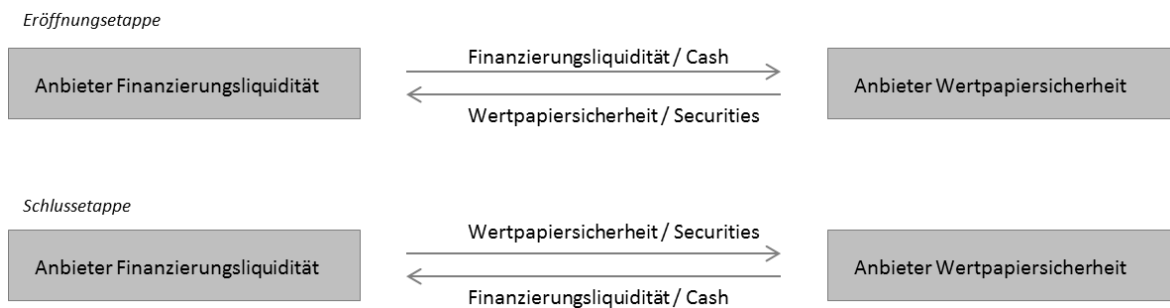 Eröffnungsetappe
Finanzierungsliquidität / Cash
Anbieter Finanzierungsliquidität
Anbieter Wertpapiersicherheit
Wertpapiersicherheit / Securities
Schlussetappe
Wertpapiersicherheit / Securities
Anbieter Finanzierungsliquidität
Anbieter Wertpapiersicherheit
Finanzierungsliquidität / Cash